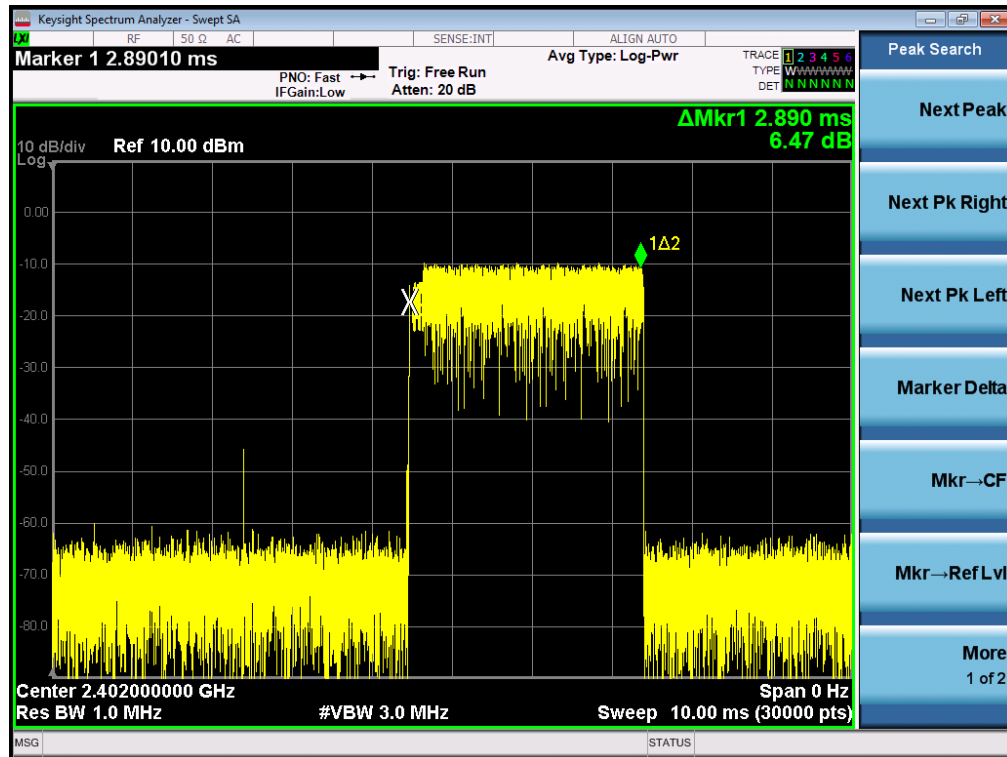 Keysight Spectrum Analyzer - Swept SA
LXI RF 50 Ω AC SENSE:INT ALIGN AUTO
Marker 1 2.89010 ms
PNO: Fast
IFGain:Low
Trig: Free Run
Atten: 20 dB
Avg Type: Log-Pwr
TRACE 1 2 3 4 5 6
TYPE WWWWWW
DET N N N N N N
ΔMkr1 2.890 ms
6.47 dB
10 dB/div Ref 10.00 dBm
Log
0.00
-10.0
-20.0
-30.0
-40.0
-50.0
-60.0
-70.0
-80.0
1Δ2
X
Center 2.402000000 GHz Span 0 Hz
Res BW 1.0 MHz #VBW 3.0 MHz Sweep 10.00 ms (30000 pts)
MSG STATUS
Peak Search
Next Peak
Next Pk Right
Next Pk Left
Marker Delta
Mkr→CF
Mkr→Ref Lvl
More
1 of 2